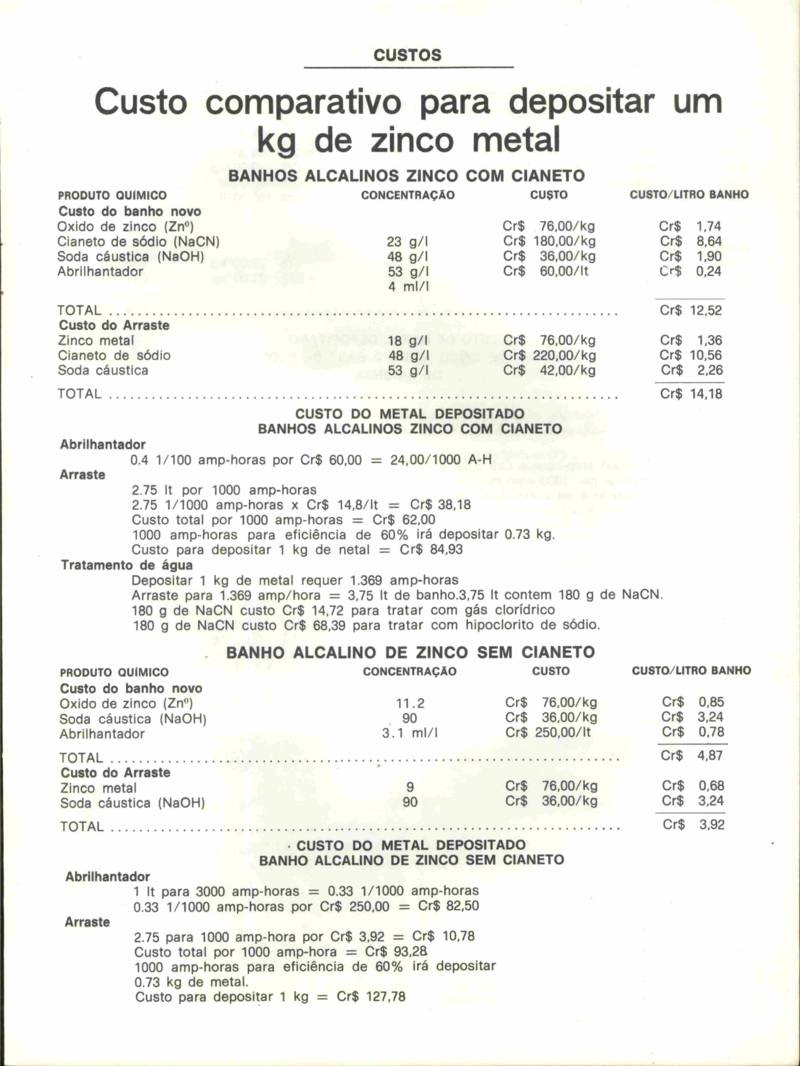 CUSTOS
Custo comparativo para depositar um
kg de zinco metal
BANHOS ALCALINOS ZINCO COM CIANETO
PRODUTO QUIMICO CONCENTRAÇÃO CUSTO CUSTO/LITRO BANHO
Custo do banho novo
Oxido de zinco (Znº) Cr$ 76,00/kg Cr$ 1,74
Cianeto de sódio (NaCN) 23 g/l Cr$ 180,00/kg Cr$ 8,64
Soda cáustica (NaOH) 48 g/l Cr$ 36,00/kg Cr$ 1,90
Abrilhantador 53 g/l Cr$ 60,00/lt Cr$ 0,24
4 ml/l
TOTAL ........................................................................ Cr$ 12,52
Custo do Arraste
Zinco metal 18 g/l Cr$ 76,00/kg Cr$ 1,36
Cianeto de sódio 48 g/l Cr$ 220,00/kg Cr$ 10,56
Soda cáustica 53 g/l Cr$ 42,00/kg Cr$ 2,26
TOTAL ........................................................................ Cr$ 14,18
CUSTO DO METAL DEPOSITADO
BANHOS ALCALINOS ZINCO COM CIANETO
Abrilhantador
0.4 1/100 amp-horas por Cr$ 60,00 = 24,00/1000 A-H
Arraste
2.75 lt por 1000 amp-horas
2.75 1/1000 amp-horas x Cr$ 14,8/lt = Cr$ 38,18
Custo total por 1000 amp-horas = Cr$ 62,00
1000 amp-horas para eficiência de 60% irá depositar 0.73 kg.
Custo para depositar 1 kg de netal = Cr$ 84,93
Tratamento de água
Depositar 1 kg de metal requer 1.369 amp-horas
Arraste para 1.369 amp/hora = 3,75 lt de banho.3,75 lt contem 180 g de NaCN.
180 g de NaCN custo Cr$ 14,72 para tratar com gás clorídrico
180 g de NaCN custo Cr$ 68,39 para tratar com hipoclorito de sódio.
BANHO ALCALINO DE ZINCO SEM CIANETO
PRODUTO QUÍMICO CONCENTRAÇÃO CUSTO CUSTO/LITRO BANHO
Custo do banho novo
Oxido de zinco (Znº) 11.2 Cr$ 76,00/kg Cr$ 0,85
Soda cáustica (NaOH) 90 Cr$ 36,00/kg Cr$ 3,24
Abrilhantador 3.1 ml/l Cr$ 250,00/lt Cr$ 0,78
TOTAL ........................................................................ Cr$ 4,87
Custo do Arraste
Zinco metal 9 Cr$ 76,00/kg Cr$ 0,68
Soda cáustica (NaOH) 90 Cr$ 36,00/kg Cr$ 3,24
TOTAL ........................................................................ Cr$ 3,92
CUSTO DO METAL DEPOSITADO
BANHO ALCALINO DE ZINCO SEM CIANETO
Abrilhantador
1 lt para 3000 amp-horas = 0.33 1/1000 amp-horas
0.33 1/1000 amp-horas por Cr$ 250,00 = Cr$ 82,50
Arraste
2.75 para 1000 amp-hora por Cr$ 3,92 = Cr$ 10,78
Custo total por 1000 amp-hora = Cr$ 93,28
1000 amp-horas para eficiência de 60% irá depositar
0.73 kg de metal.
Custo para depositar 1 kg = Cr$ 127,78